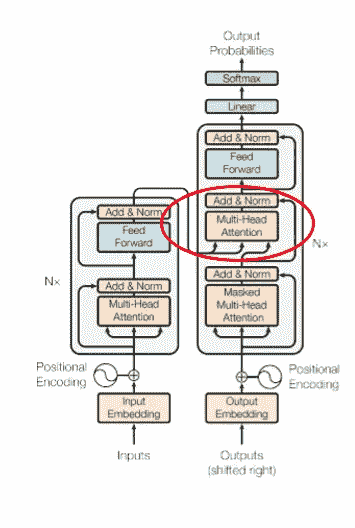 Output
Probabilities
Softmax
Linear
Add & Norm
Feed
Forward
Add & Norm
Multi-Head
Attention
Nx
Add & Norm
Masked
Multi-Head
Attention
Add & Norm
Feed
Forward
Nx
Add & Norm
Multi-Head
Attention
Positional
Encoding
Positional
Encoding
Input
Embedding
Output
Embedding
Inputs
Outputs
(shifted right)